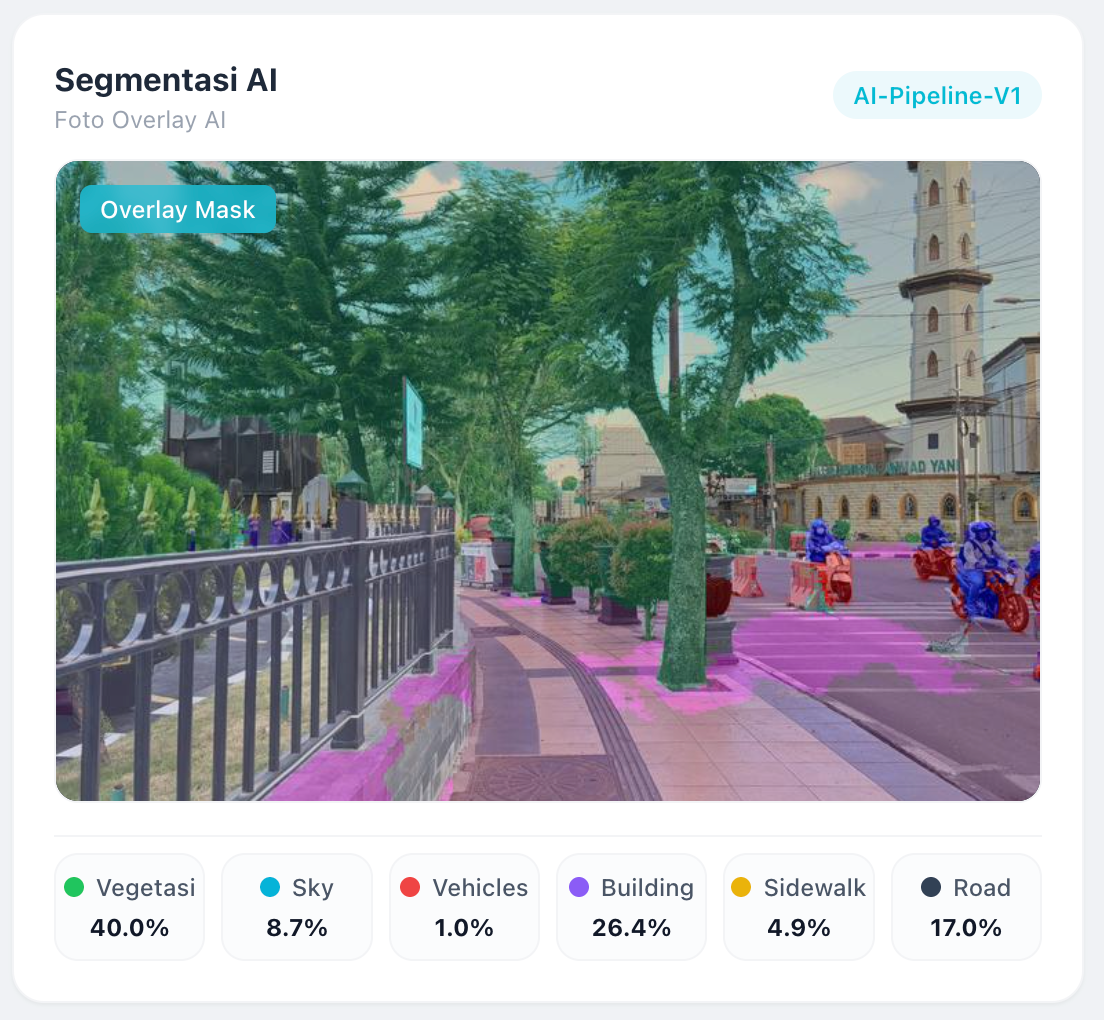 Segmentasi AI
Foto Overlay AI
AI-Pipeline-V1
Overlay Mask
YANI
Vegetasi
40.0%
Sky
8.7%
Vehicles
1.0%
Building
26.4%
Sidewalk
4.9%
Road
17.0%